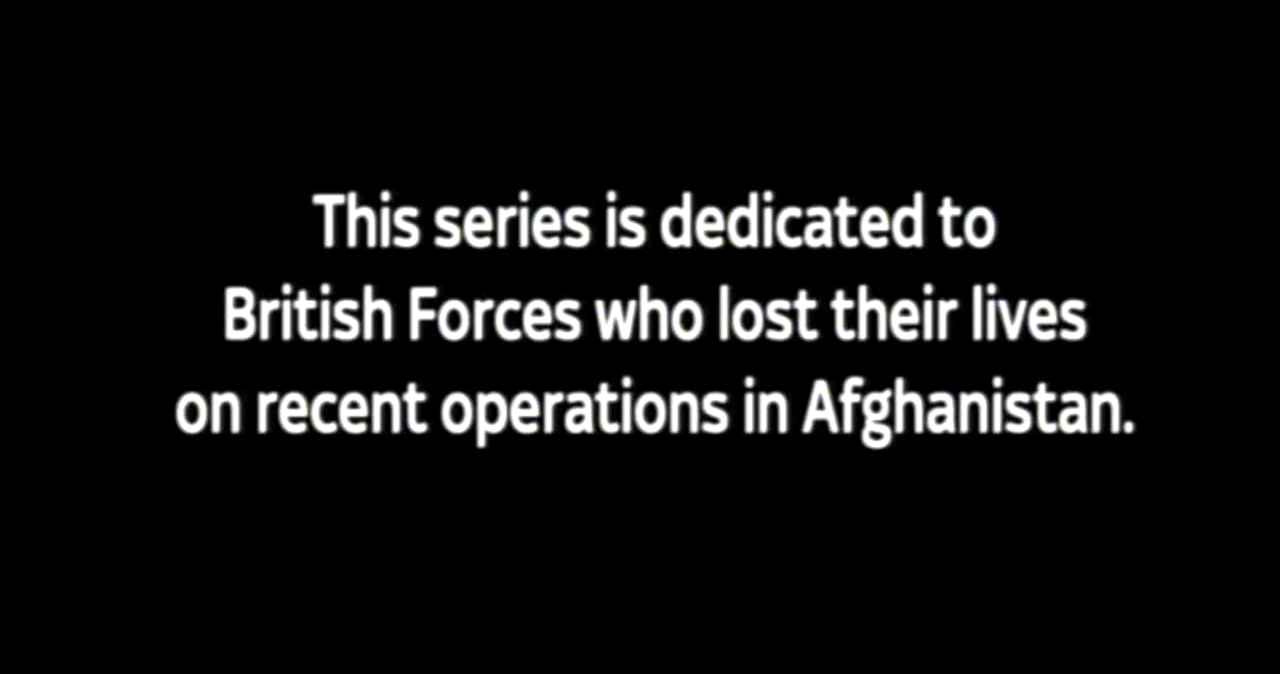 This series is dedicated to
British Forces who lost their lives
on recent operations in Afghanistan.